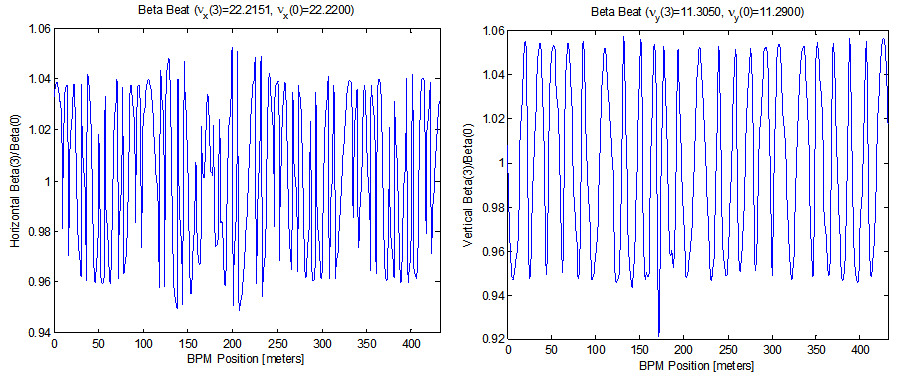 Beta Beat (νx(3)=22.2151, νx(0)=22.2200)
1.06
1.04
1.02
1
0.98
0.96
0.94
Horizontal Beta(3)/Beta(0)
0 50 100 150 200 250 300 350 400
BPM Position [meters]
Beta Beat (νy(3)=11.3050, νy(0)=11.2900)
1.06
1.04
1.02
1
0.98
0.96
0.94
0.92
Vertical Beta(3)/Beta(0)
0 50 100 150 200 250 300 350 400
BPM Position [meters]